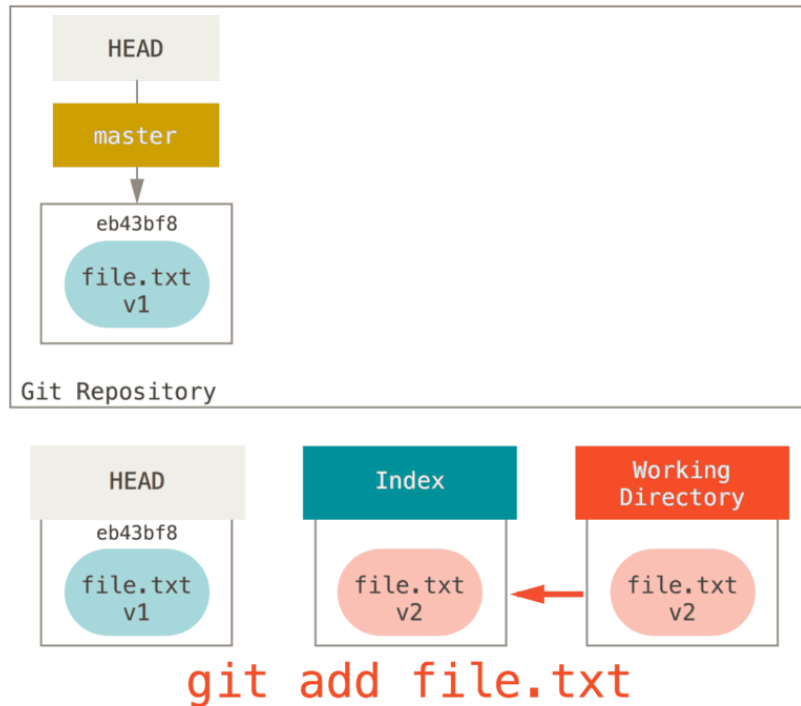 HEAD
master
eb43bf8
file.txt
v1
Git Repository
HEAD
Index
Working
Directory
eb43bf8
file.txt
v1
file.txt
v2
file.txt
v2
git add file.txt